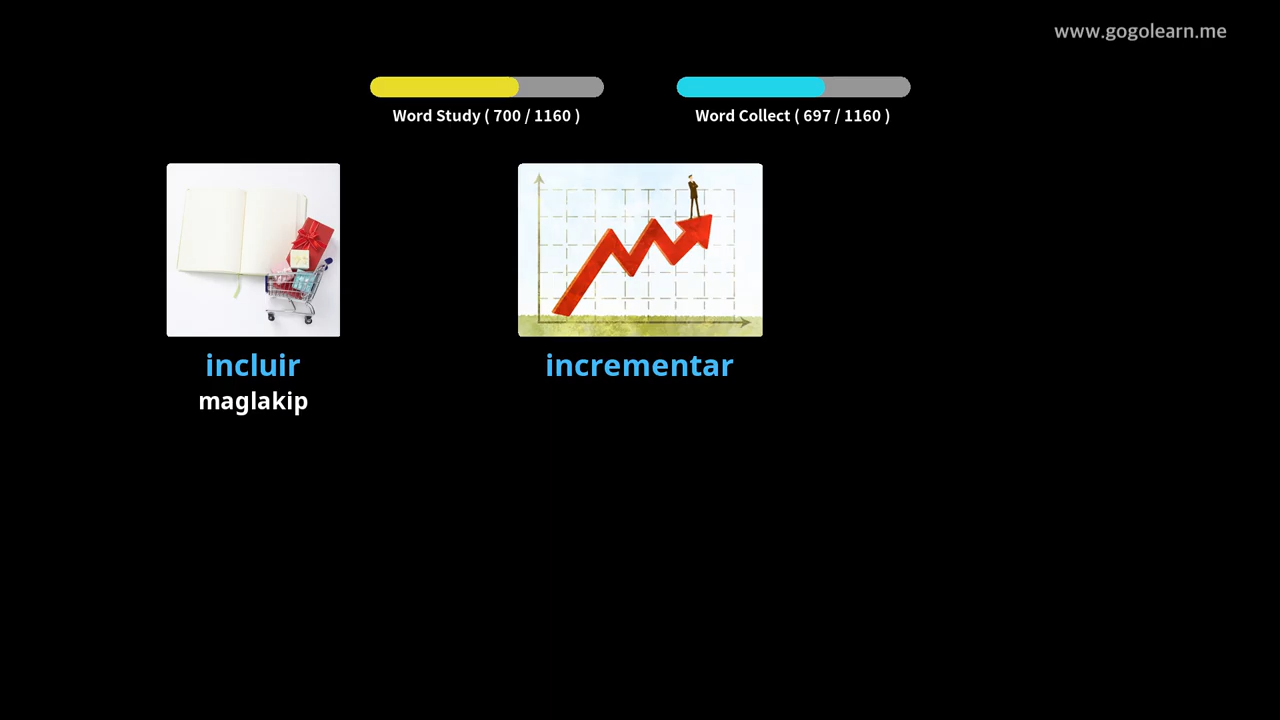 www.gogolearn.me
Word Study ( 700 / 1160 )
Word Collect ( 697 / 1160 )
incluir
maglakip
incrementar